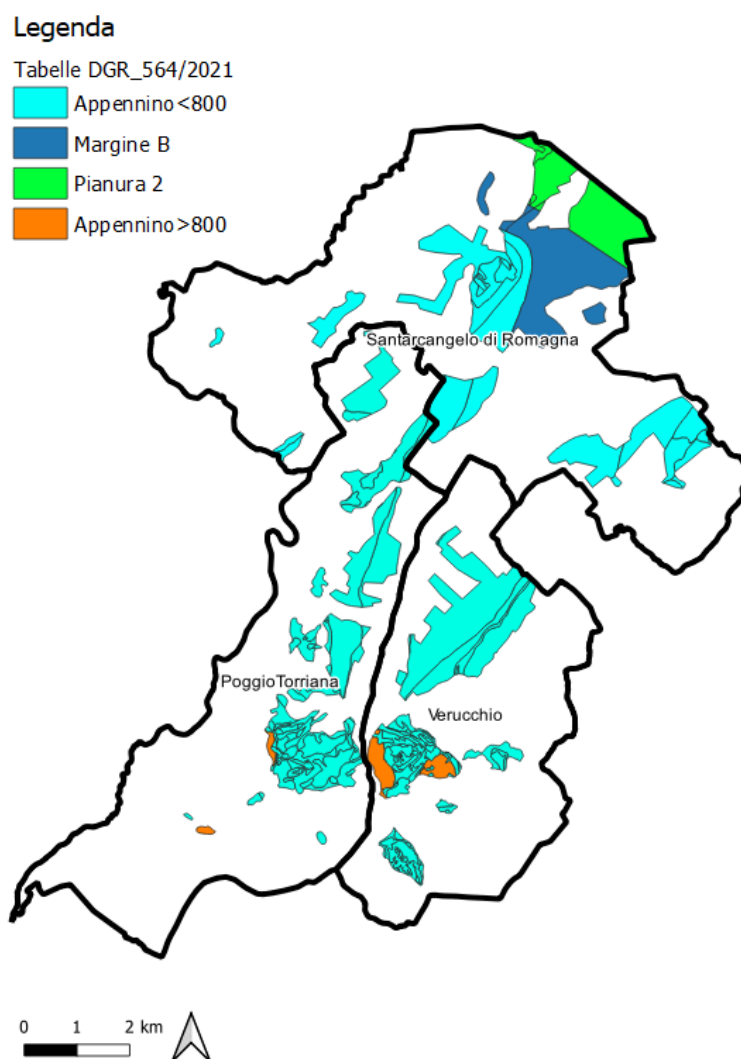 Legenda
Tabelle DGR_564/2021
Appennino<800
Margine B
Pianura 2
Appennino>800
Santarcangelo di Romagna
PoggioTorriana
Verucchio
0 1 2 km